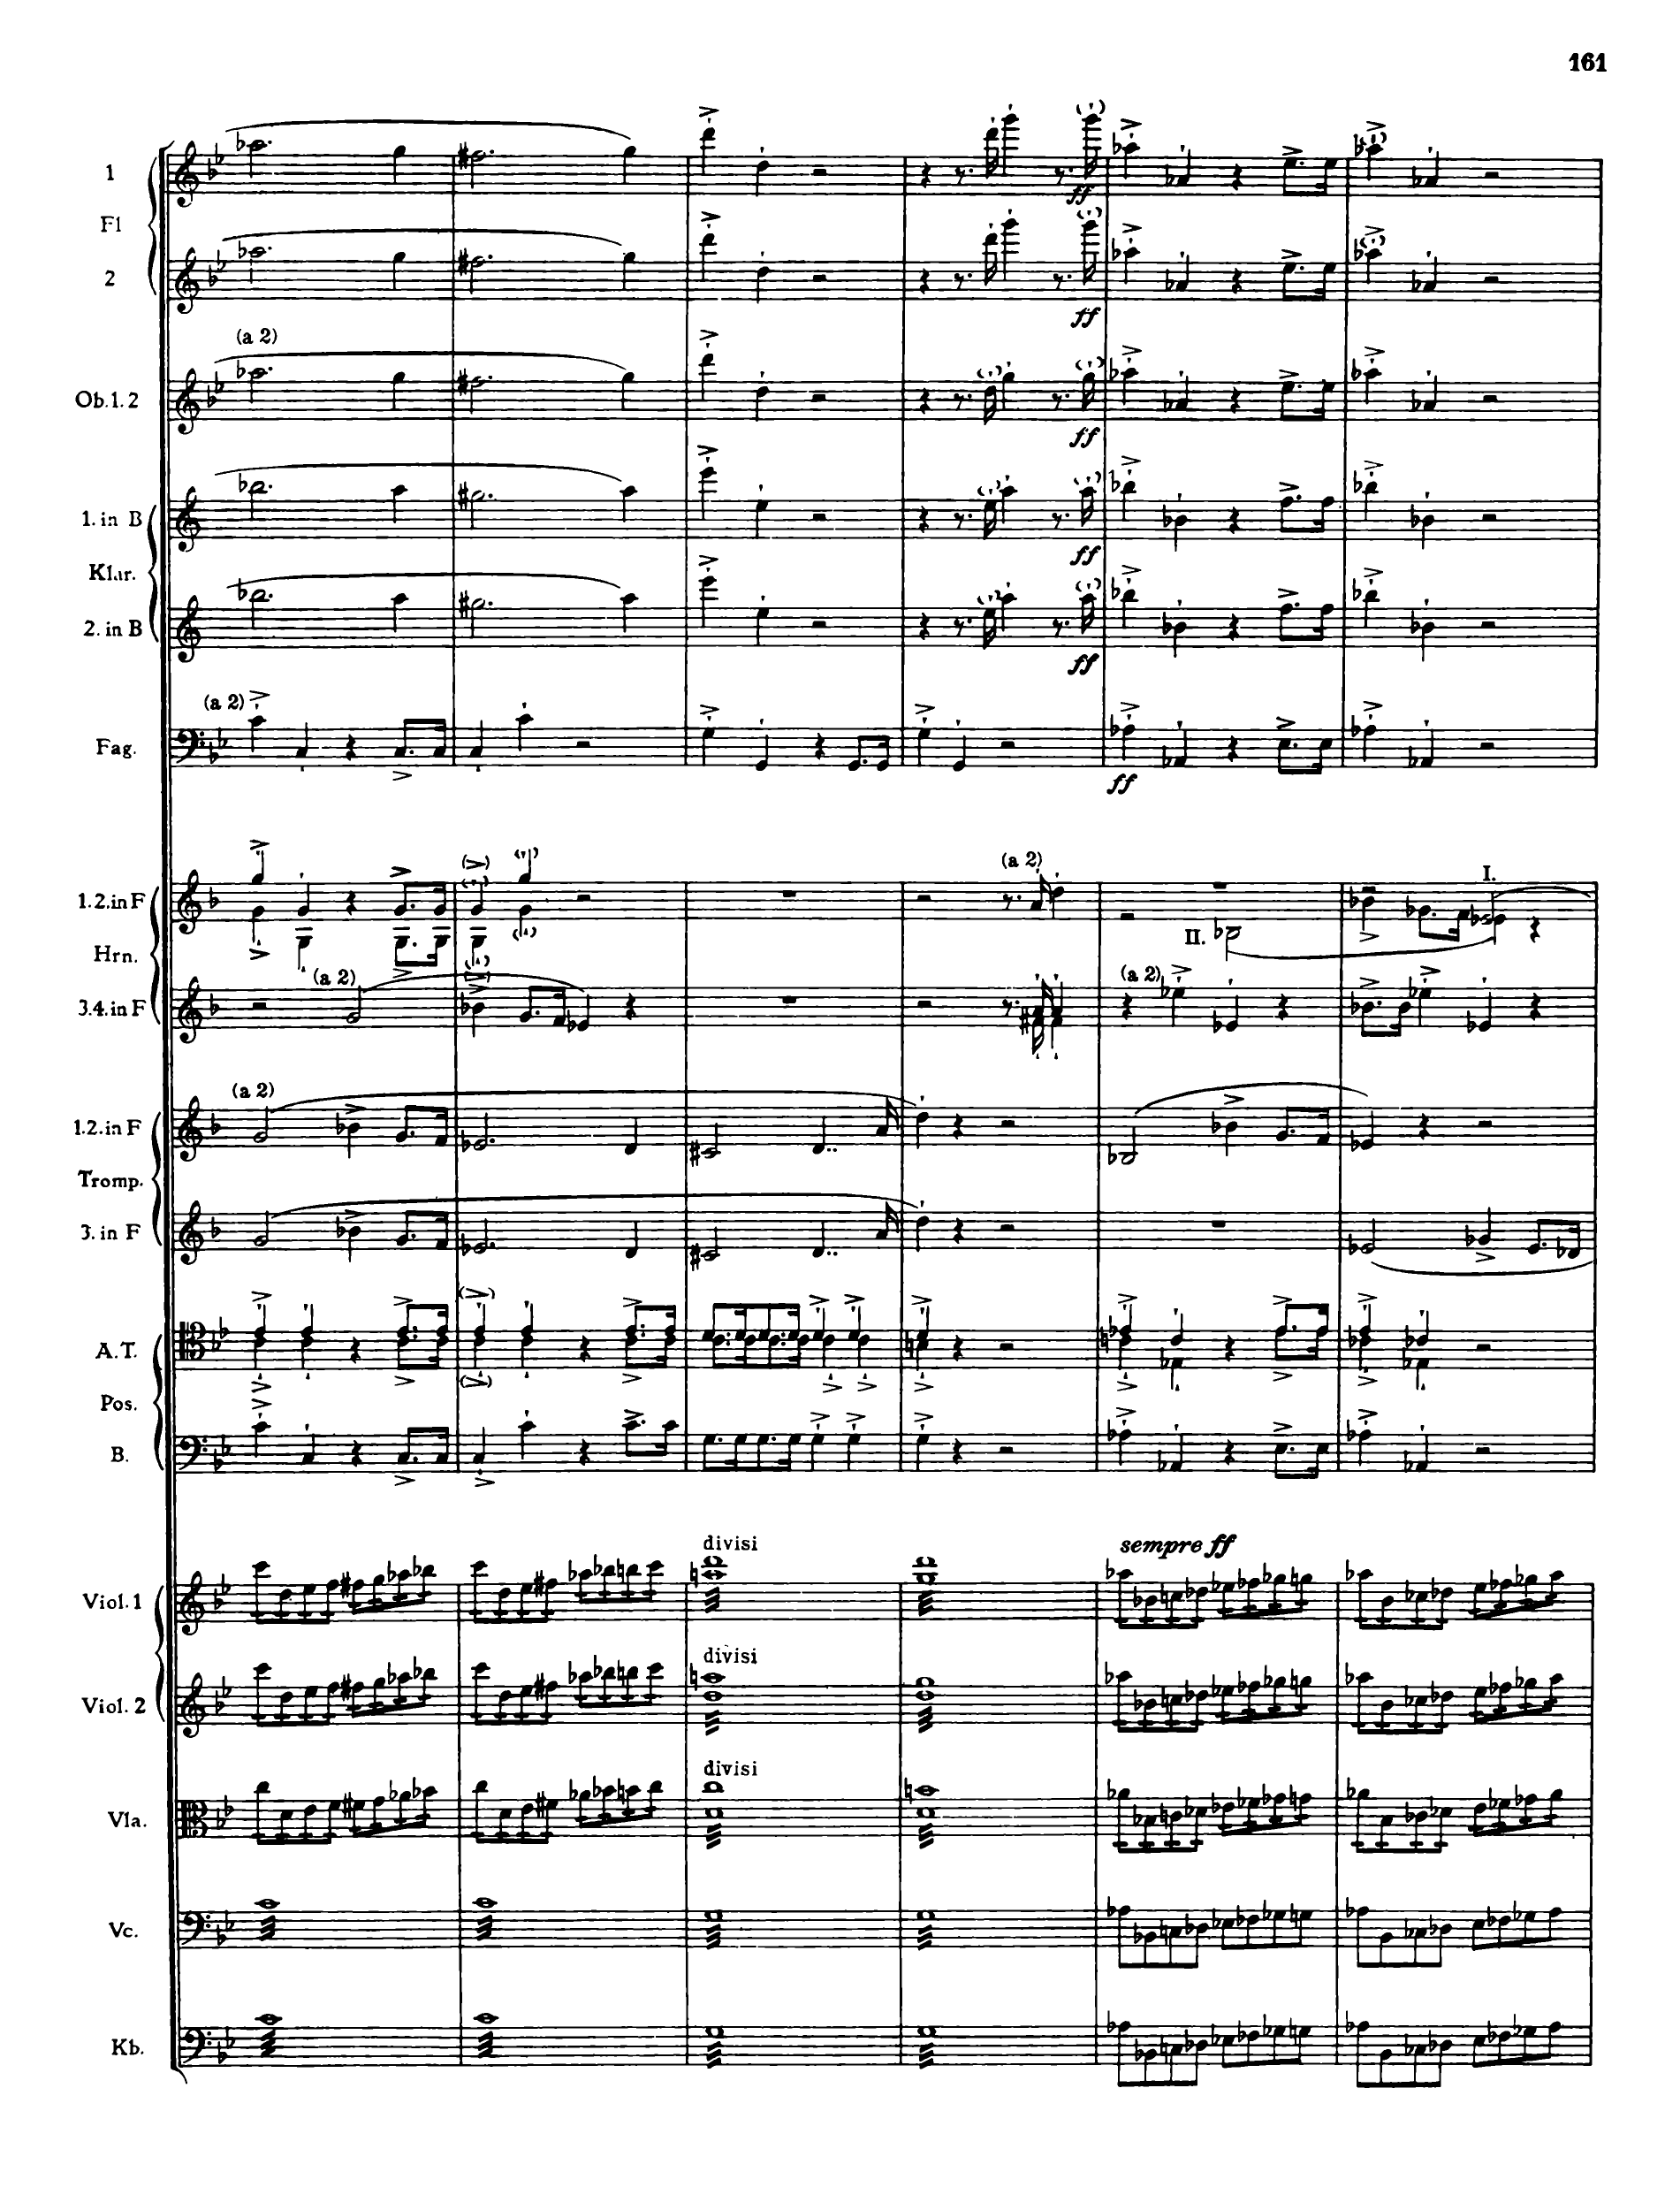 161
1
Fl
2
(a 2)
Ob.1.2
1. in B
Klar.
2. in B
ff
ff
ff
ff
ff
(a 2)
Fag.
ff
(a 2)
I.
1.2. in F
II.
Hrn.
(a 2)
(a 2)
3.4. in F
(a 2)
1.2. in F
Tromp.
3. in F
A.T.
Pos.
B.
divisi
sempre ff
Viol. 1
divisi
Viol. 2
divisi
Vla.
Vc.
Kb.